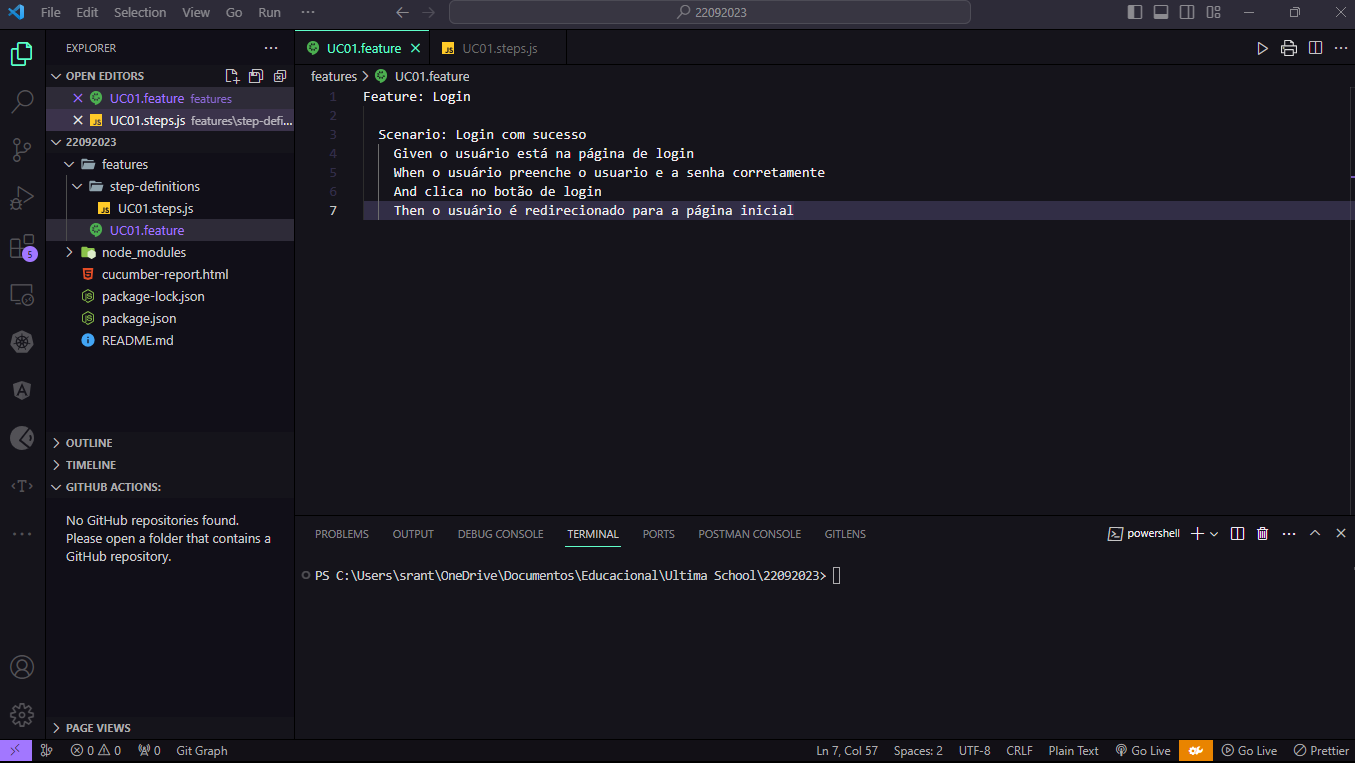 File Edit Selection View Go Run ··· 22092023
EXPLORER ···
OPEN EDITORS
UC01.feature features
UC01.steps.js features\step-defi...
22092023
features
step-definitions
UC01.steps.js
UC01.feature
node_modules
cucumber-report.html
package-lock.json
package.json
README.md
OUTLINE
TIMELINE
GITHUB ACTIONS:
No GitHub repositories found.
Please open a folder that contains a
GitHub repository.
PAGE VIEWS
5
UC01.feature UC01.steps.js
features > UC01.feature
1 Feature: Login
2
3 Scenario: Login com sucesso
4 Given o usuário está na página de login
5 When o usuário preenche o usuario e a senha corretamente
6 And clica no botão de login
7 Then o usuário é redirecionado para a página inicial
PROBLEMS OUTPUT DEBUG CONSOLE TERMINAL PORTS POSTMAN CONSOLE GITLENS powershell
PS C:\Users\srant\OneDrive\Documentos\Educacional\Ultima School\22092023>
0 0 0 Git Graph Ln 7, Col 57 Spaces: 2 UTF-8 CRLF Plain Text Go Live Go Live Prettier